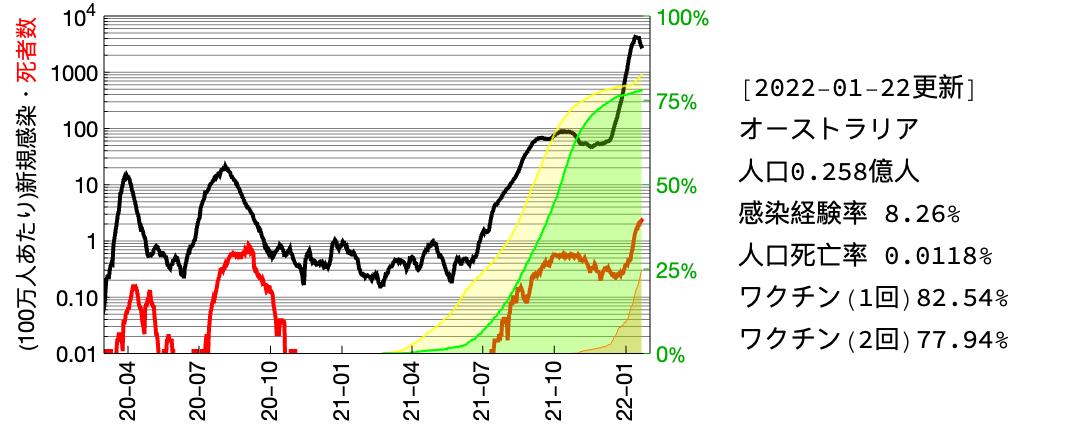 (100万人あたり)新規感染・死者数
10⁴
1000
100
10
1
0.1
0.10
0.01
100%
75%
50%
25%
0%
20-04
20-07
20-10
21-01
21-04
21-07
21-10
22-01
[2022-01-22更新]
オーストラリア
人口0.258億人
感染経験率 8.26%
人口死亡率 0.0118%
ワクチン(1回)82.54%
ワクチン(2回)77.94%